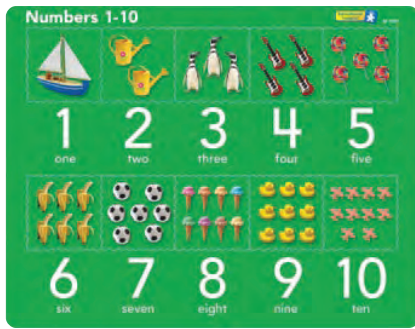 Numbers 1-10
1 2 3 4 5
one two three four five
6 7 8 9 10
six seven eight nine ten